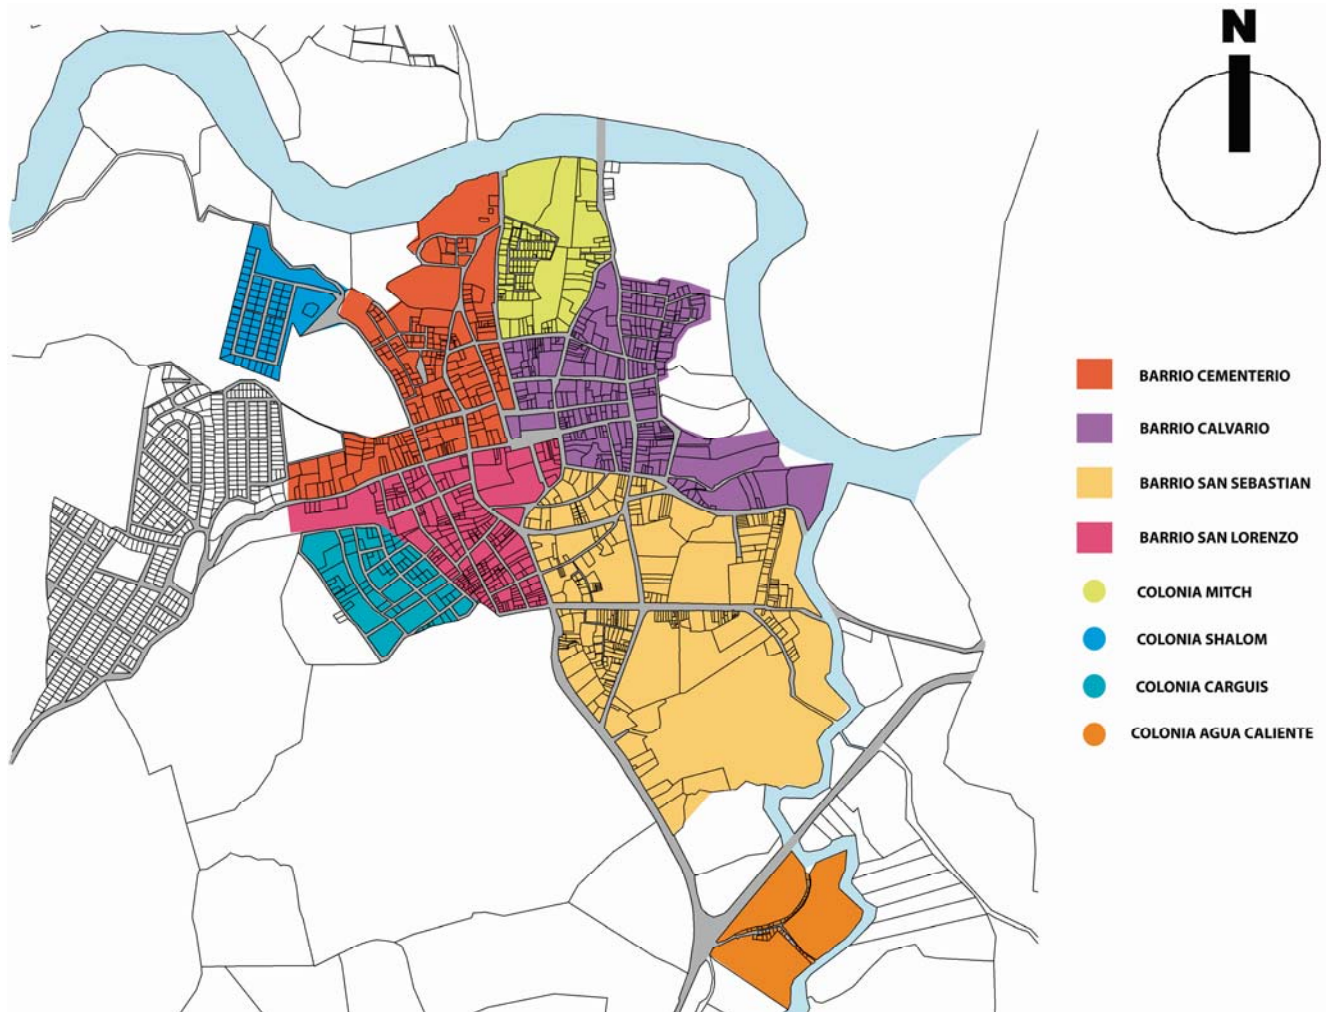 N
BARRIO CEMENTERIO
BARRIO CALVARIO
BARRIO SAN SEBASTIAN
BARRIO SAN LORENZO
COLONIA MITCH
COLONIA SHALOM
COLONIA CARGUIS
COLONIA AGUA CALIENTE